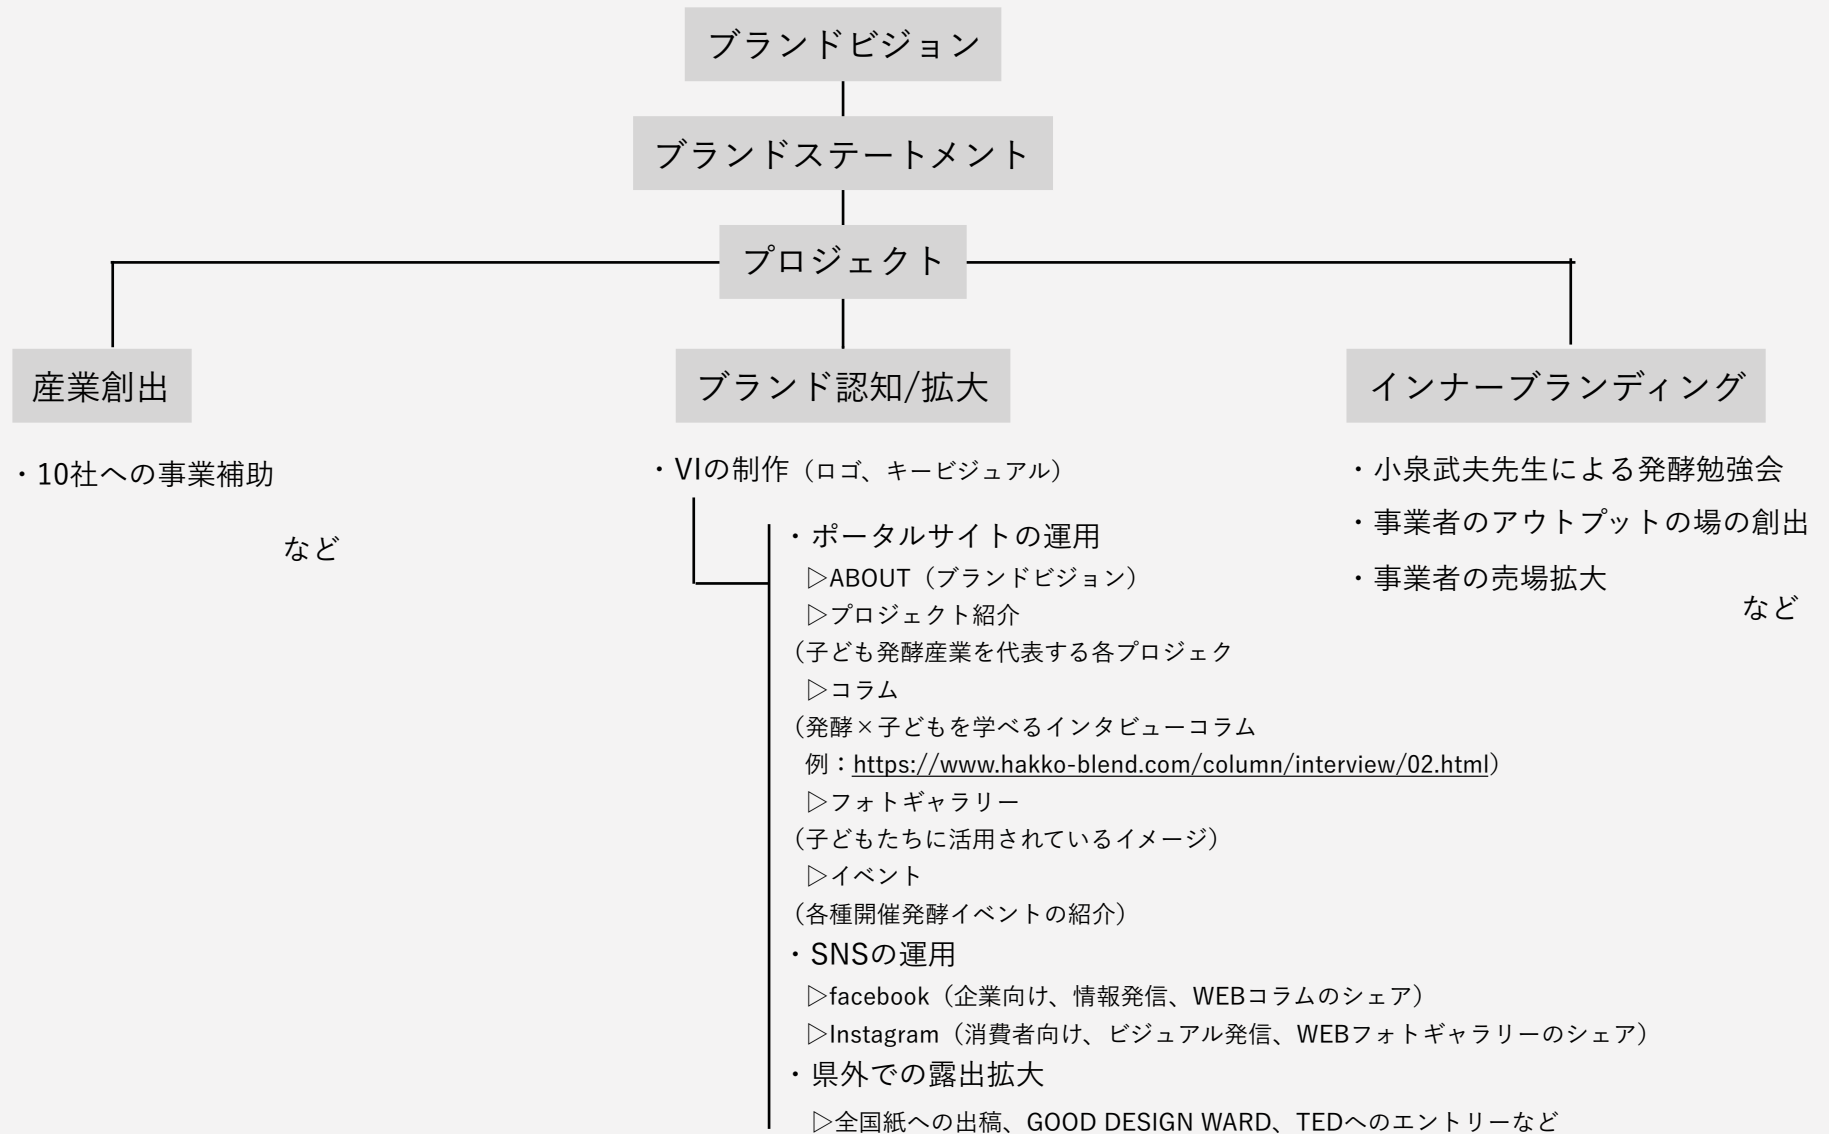 ブランドビジョン
ブランドステートメント
プロジェクト
産業創出
・10社への事業補助
など
ブランド認知/拡大
・VIの制作（ロゴ、キービジュアル）
・ポータルサイトの運用
▷ABOUT（ブランドビジョン）
▷プロジェクト紹介
（子ども発酵産業を代表する各プロジェク
▷コラム
（発酵×子どもを学べるインタビューコラム
例：https://www.hakko-blend.com/column/interview/02.html）
▷フォトギャラリー
（子どもたちに活用されているイメージ）
▷イベント
（各種開催発酵イベントの紹介）
・SNSの運用
▷facebook（企業向け、情報発信、WEBコラムのシェア）
▷Instagram（消費者向け、ビジュアル発信、WEBフォトギャラリーのシェア）
・県外での露出拡大
▷全国紙への出稿、GOOD DESIGN WARD、TEDへのエントリーなど
インナーブランディング
・小泉武夫先生による発酵勉強会
・事業者のアウトプットの場の創出
・事業者の売場拡大
など